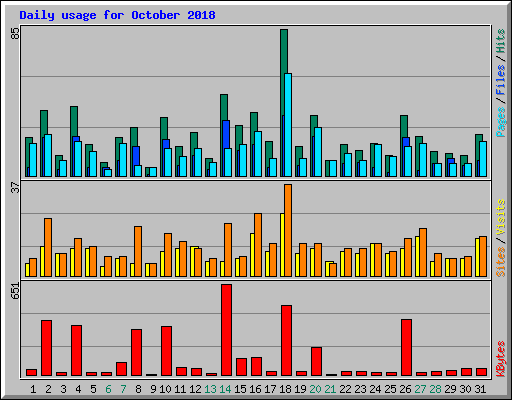 Daily usage for October 2018
85
Pages / Files / Hits
37
Sites / Visits
651
KBytes
1 2 3 4 5 6 7 8 9 10 11 12 13 14 15 16 17 18 19 20 21 22 23 24 25 26 27 28 29 30 31